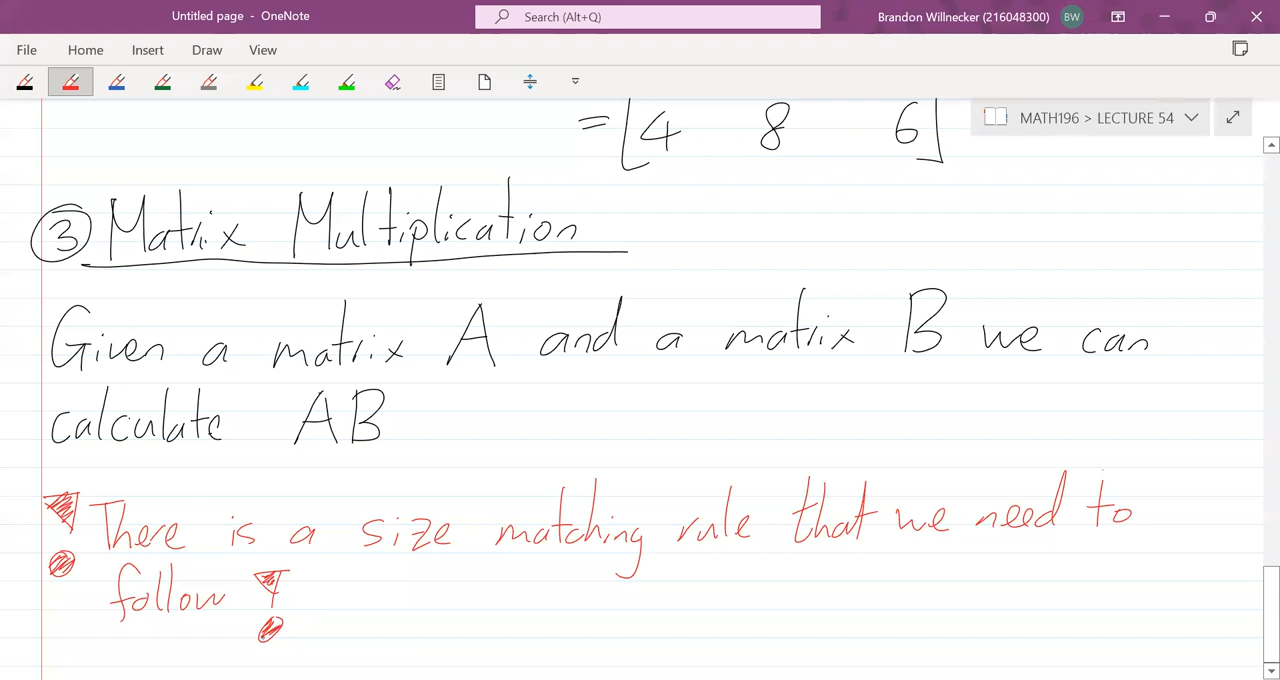 Untitled page - OneNote
Search (Alt+Q)
Brandon Willnecker (216048300)
BW
File Home Insert Draw View
MATH196 > LECTURE 54
= [4 8 6]
③ Matrix Multiplication
Given a matrix A and a matrix B we can
calculate AB
! There is a size matching rule that we need to
follow !